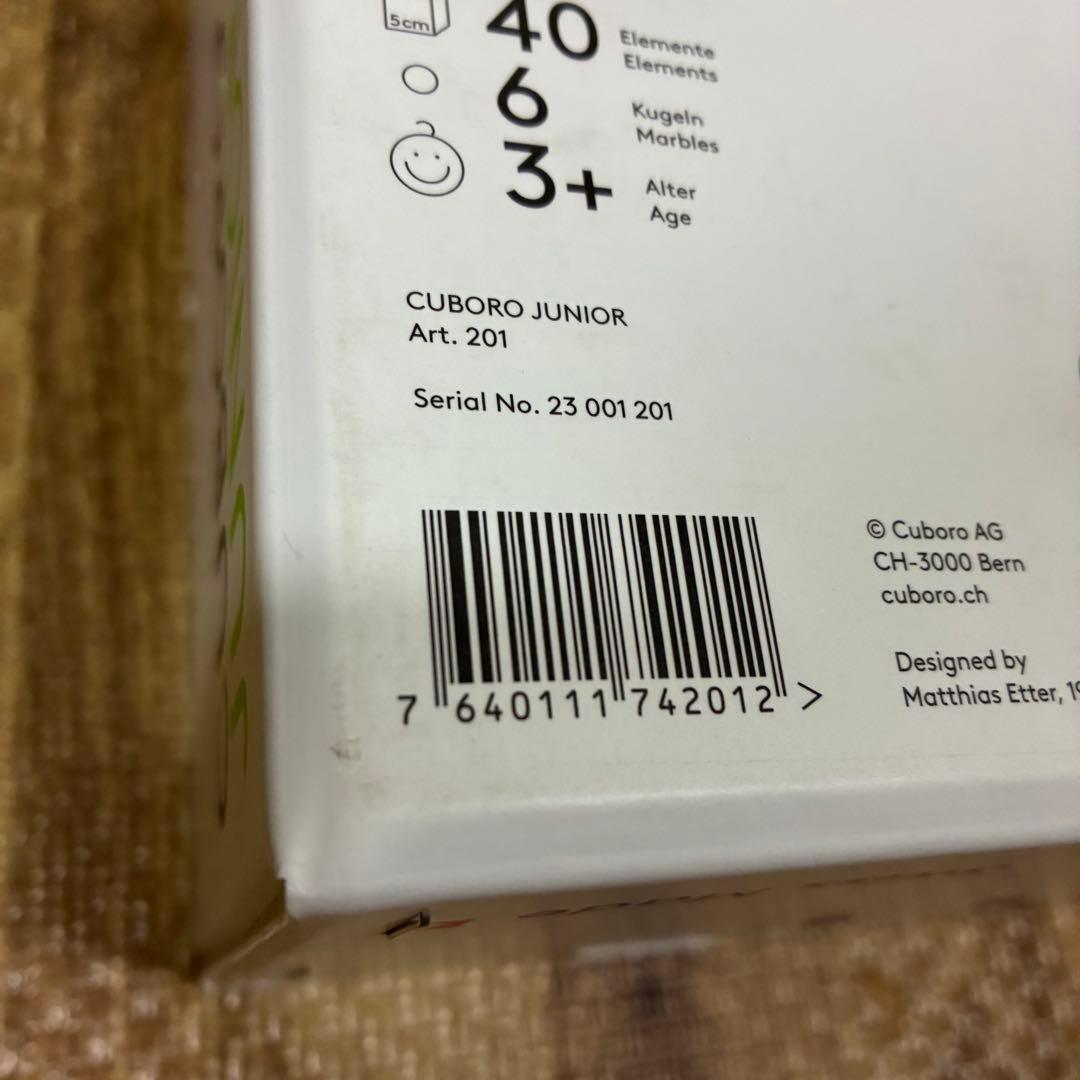 5cm
40 Elemente
Elements
6 Kugeln
Marbles
3+ Alter
Age
CUBORO JUNIOR
Art. 201
Serial No. 23 001 201
7 640111 742012 >
© Cuboro AG
CH-3000 Bern
cuboro.ch
Designed by
Matthias Etter,